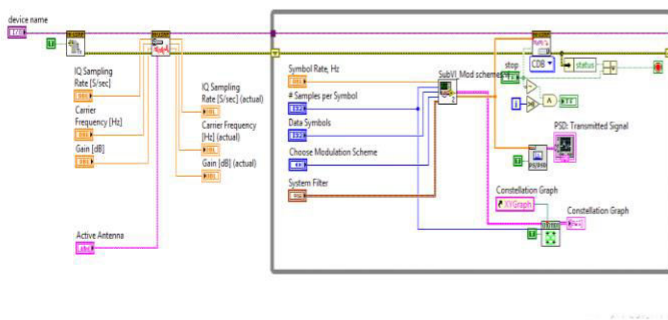 device name
IQ Sampling
Rate [S/sec]
Carrier
Frequency [Hz]
Gain [dB]
Active Antenna
IQ Sampling
Rate [S/sec] (actual)
Carrier Frequency
[Hz] (actual)
Gain [dB] (actual)
Symbol Rate, Hz
# Samples per Symbol
Data Symbols
Choose Modulation Scheme
System Filter
SubVI_Mod schemes
stop
CDB
status
PSD: Transmitted Signal
Constellation Graph
XYGraph
Constellation Graph